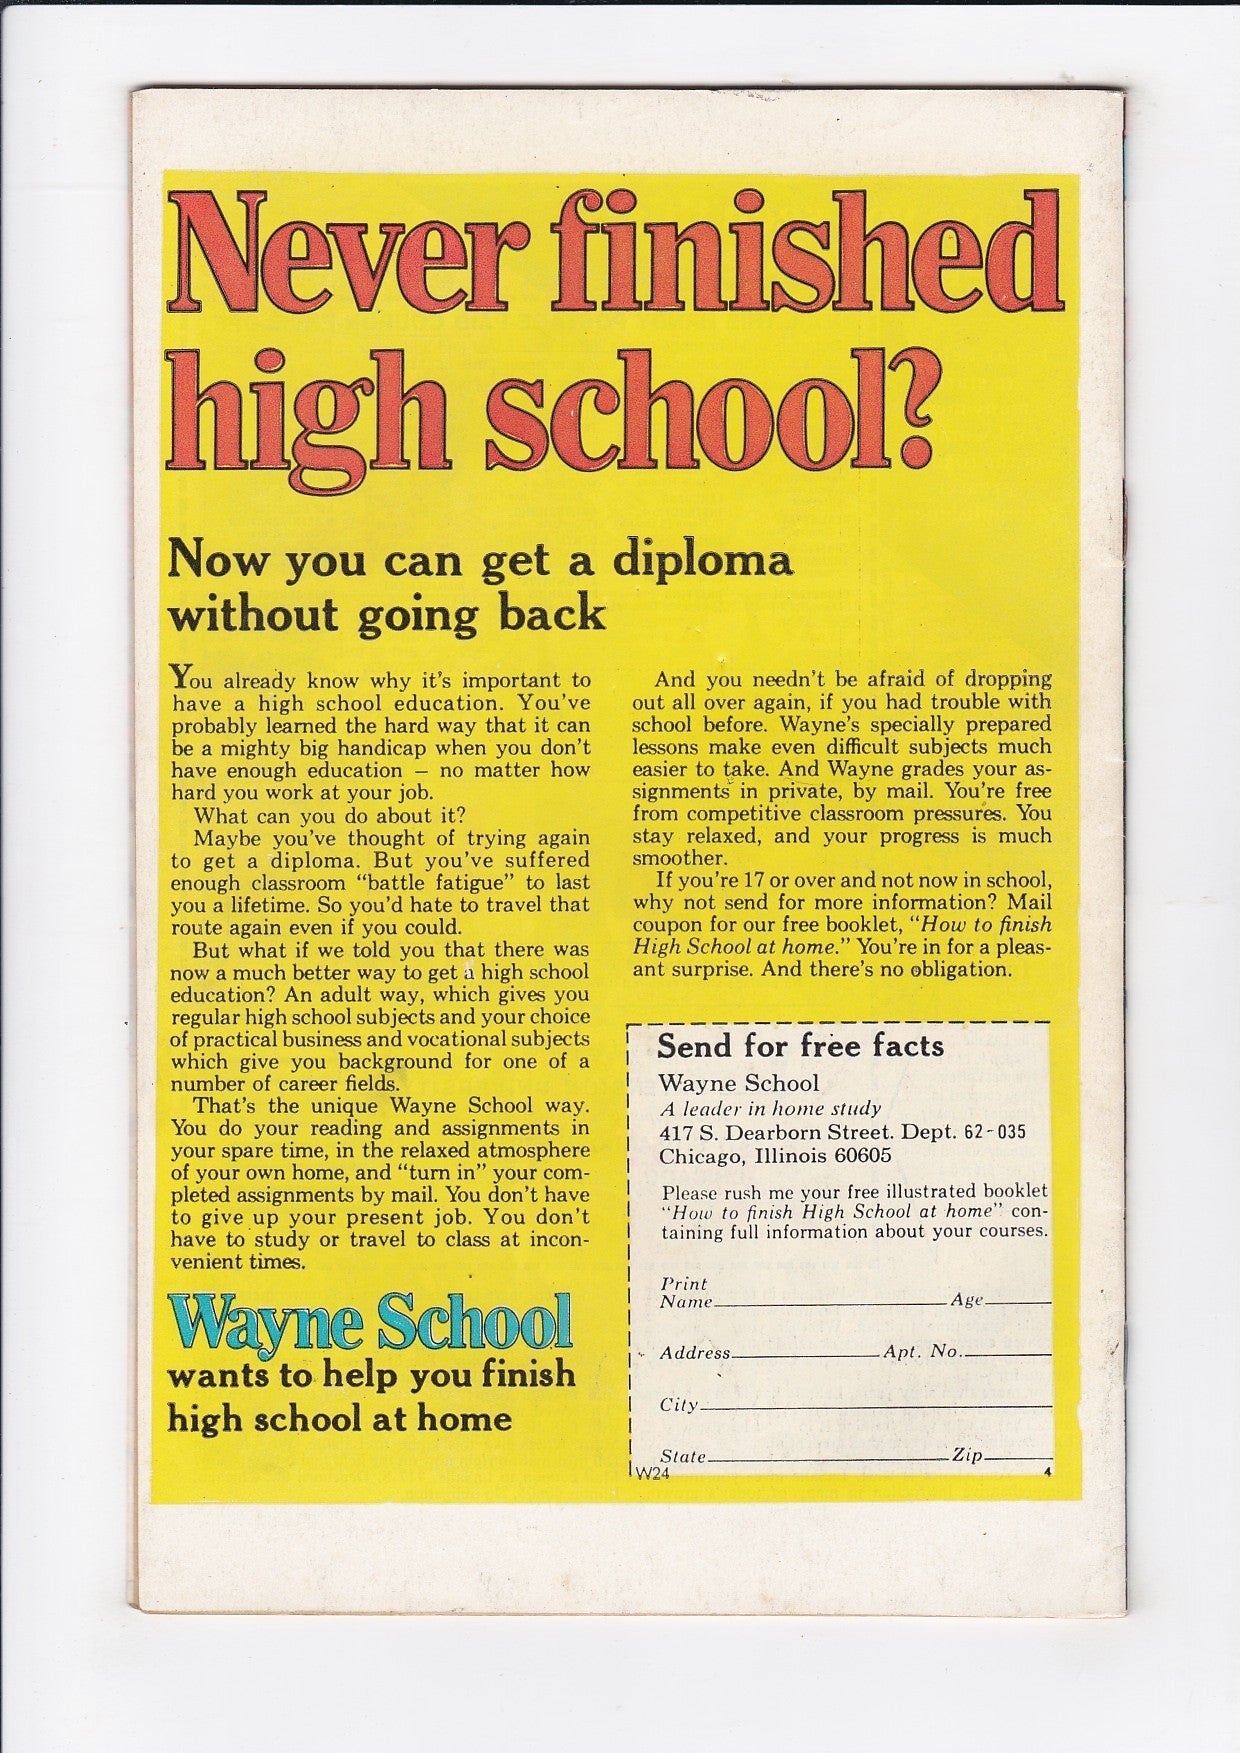 Never finished
high school?
Now you can get a diploma
without going back
You already know why it's important to
have a high school education. You've
probably learned the hard way that it can
be a mighty big handicap when you don't
have enough education – no matter how
hard you work at your job.
What can you do about it?
Maybe you've thought of trying again
to get a diploma. But you've suffered
enough classroom "battle fatigue" to last
you a lifetime. So you'd hate to travel that
route again even if you could.
But what if we told you that there was
now a much better way to get a high school
education? An adult way, which gives you
regular high school subjects and your choice
of practical business and vocational subjects
which give you background for one of a
number of career fields.
That's the unique Wayne School way.
You do your reading and assignments in
your spare time, in the relaxed atmosphere
of your own home, and "turn in" your com-
pleted assignments by mail. You don't have
to give up your present job. You don't
have to study or travel to class at incon-
venient times.
Wayne School
wants to help you finish
high school at home
And you needn't be afraid of dropping
out all over again, if you had trouble with
school before. Wayne's specially prepared
lessons make even difficult subjects much
easier to take. And Wayne grades your as-
signments in private, by mail. You're free
from competitive classroom pressures. You
stay relaxed, and your progress is much
smoother.
If you're 17 or over and not now in school,
why not send for more information? Mail
coupon for our free booklet, "How to finish
High School at home." You're in for a pleas-
ant surprise. And there's no obligation.
Send for free facts
Wayne School
A leader in home study
417 S. Dearborn Street. Dept. 62-035
Chicago, Illinois 60605
Please rush me your free illustrated booklet
"How to finish High School at home" con-
taining full information about your courses.
Print
Name Age
Address Apt. No.
City
State Zip
W24 4